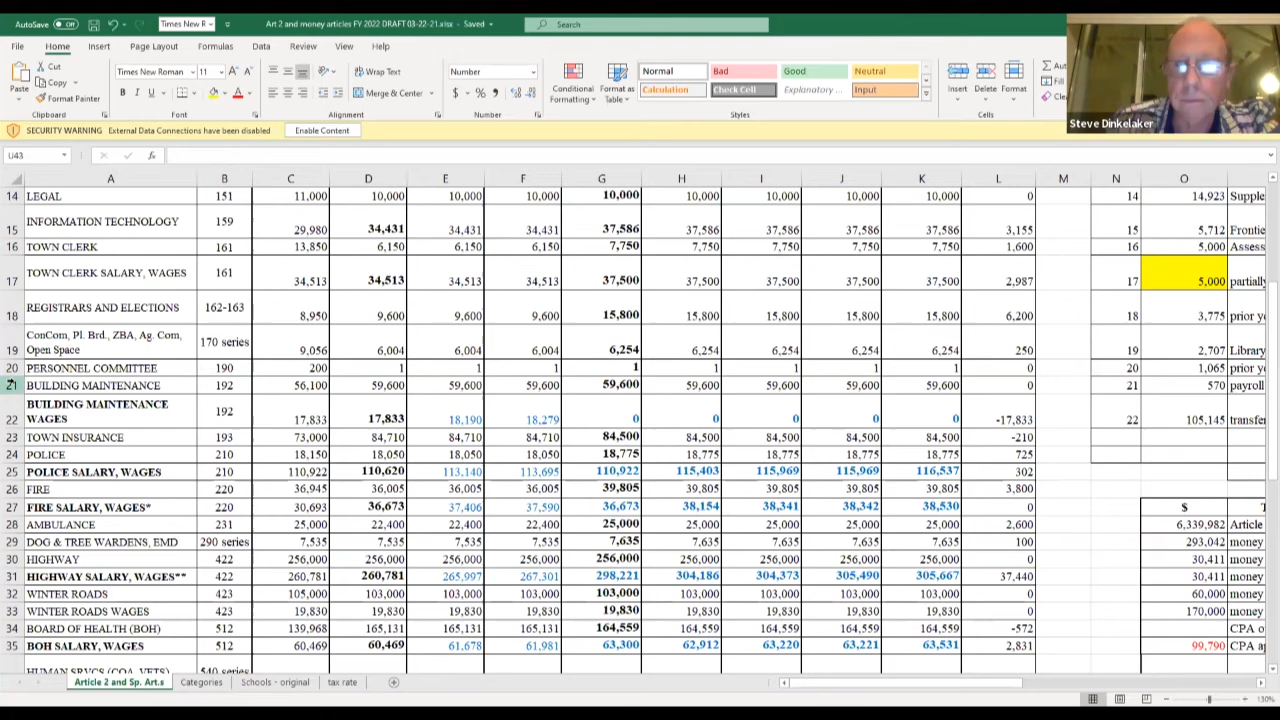 AutoSave Off Times New R Art 2 and money articles FY 2022 DRAFT 03-22-21.xlsx - Saved Search
File Home Insert Page Layout Formulas Data Review View Help
Paste Cut Copy Format Painter Times New Roman 11 B I U Wrap Text Merge & Center Number $ % Conditional Formatting Format as Table Normal Bad Good Neutral Calculation Check Cell Explanatory ... Input Insert Delete Format
Clipboard Font Alignment Number Styles Cells
Steve Dinkelaker
SECURITY WARNING External Data Connections have been disabled Enable Content
U43 fx
A B C D E F G H I J K L M N O
14 LEGAL 151 11,000 10,000 10,000 10,000 10,000 10,000 10,000 10,000 10,000 0 14 14,923 Supple
15 INFORMATION TECHNOLOGY 159 29,980 34,431 34,431 34,431 37,586 37,586 37,586 37,586 37,586 3,155 15 5,712 Frontie
16 TOWN CLERK 161 13,850 6,150 6,150 6,150 7,750 7,750 7,750 7,750 7,750 1,600 16 5,000 Assess
17 TOWN CLERK SALARY, WAGES 161 34,513 34,513 34,513 34,513 37,500 37,500 37,500 37,500 37,500 2,987 17 5,000 partially
18 REGISTRARS AND ELECTIONS 162-163 8,950 9,600 9,600 9,600 15,800 15,800 15,800 15,800 15,800 6,200 18 3,775 prior y
ConCom, Pl. Brd., ZBA, Ag. Com,
19 Open Space 170 series 9,056 6,004 6,004 6,004 6,254 6,254 6,254 6,254 6,254 250 19 2,707 Library
20 PERSONNEL COMMITTEE 190 200 1 1 1 1 1 1 1 1 0 20 1,065 prior y
21 BUILDING MAINTENANCE 192 56,100 59,600 59,600 59,600 59,600 59,600 59,600 59,600 59,600 0 21 570 payroll
BUILDING MAINTENANCE
22 WAGES 192 17,833 17,833 18,190 18,279 0 0 0 0 0 -17,833 22 105,145 transfe
23 TOWN INSURANCE 193 73,000 84,710 84,710 84,710 84,500 84,500 84,500 84,500 84,500 -210
24 POLICE 210 18,150 18,050 18,050 18,050 18,775 18,775 18,775 18,775 18,775 725
25 POLICE SALARY, WAGES 210 110,922 110,620 113,140 113,695 110,922 115,403 115,969 115,969 116,537 302
26 FIRE 220 36,945 36,005 36,005 36,005 39,805 39,805 39,805 39,805 39,805 3,800
27 FIRE SALARY, WAGES* 220 30,693 36,673 37,406 37,590 36,673 38,154 38,341 38,342 38,530 0 $
28 AMBULANCE 231 25,000 22,400 22,400 22,400 25,000 25,000 25,000 25,000 25,000 2,600 6,339,982 Article
29 DOG & TREE WARDENS, EMD 290 series 7,535 7,535 7,535 7,535 7,635 7,635 7,635 7,635 7,635 100 293,042 money
30 HIGHWAY 422 256,000 256,000 256,000 256,000 256,000 256,000 256,000 256,000 256,000 0 30,411 money
31 HIGHWAY SALARY, WAGES** 422 260,781 260,781 265,997 267,301 298,221 304,186 304,373 305,490 305,667 37,440 30,411 money
32 WINTER ROADS 423 105,000 103,000 103,000 103,000 103,000 103,000 103,000 103,000 103,000 0 60,000 money
33 WINTER ROADS WAGES 423 19,830 19,830 19,830 19,830 19,830 19,830 19,830 19,830 19,830 0 170,000 money
34 BOARD OF HEALTH (BOH) 512 139,968 165,131 165,131 165,131 164,559 164,559 164,559 164,559 164,559 -572 CPA o
35 BOH SALARY, WAGES 512 60,469 60,469 61,678 61,981 63,300 62,912 63,220 63,221 63,531 2,831 99,790 CPA a
HUMAN SRVCS (COA, VETS) 540 series
Article 2 and Sp. Art.s Categories Schools - original tax rate
130%